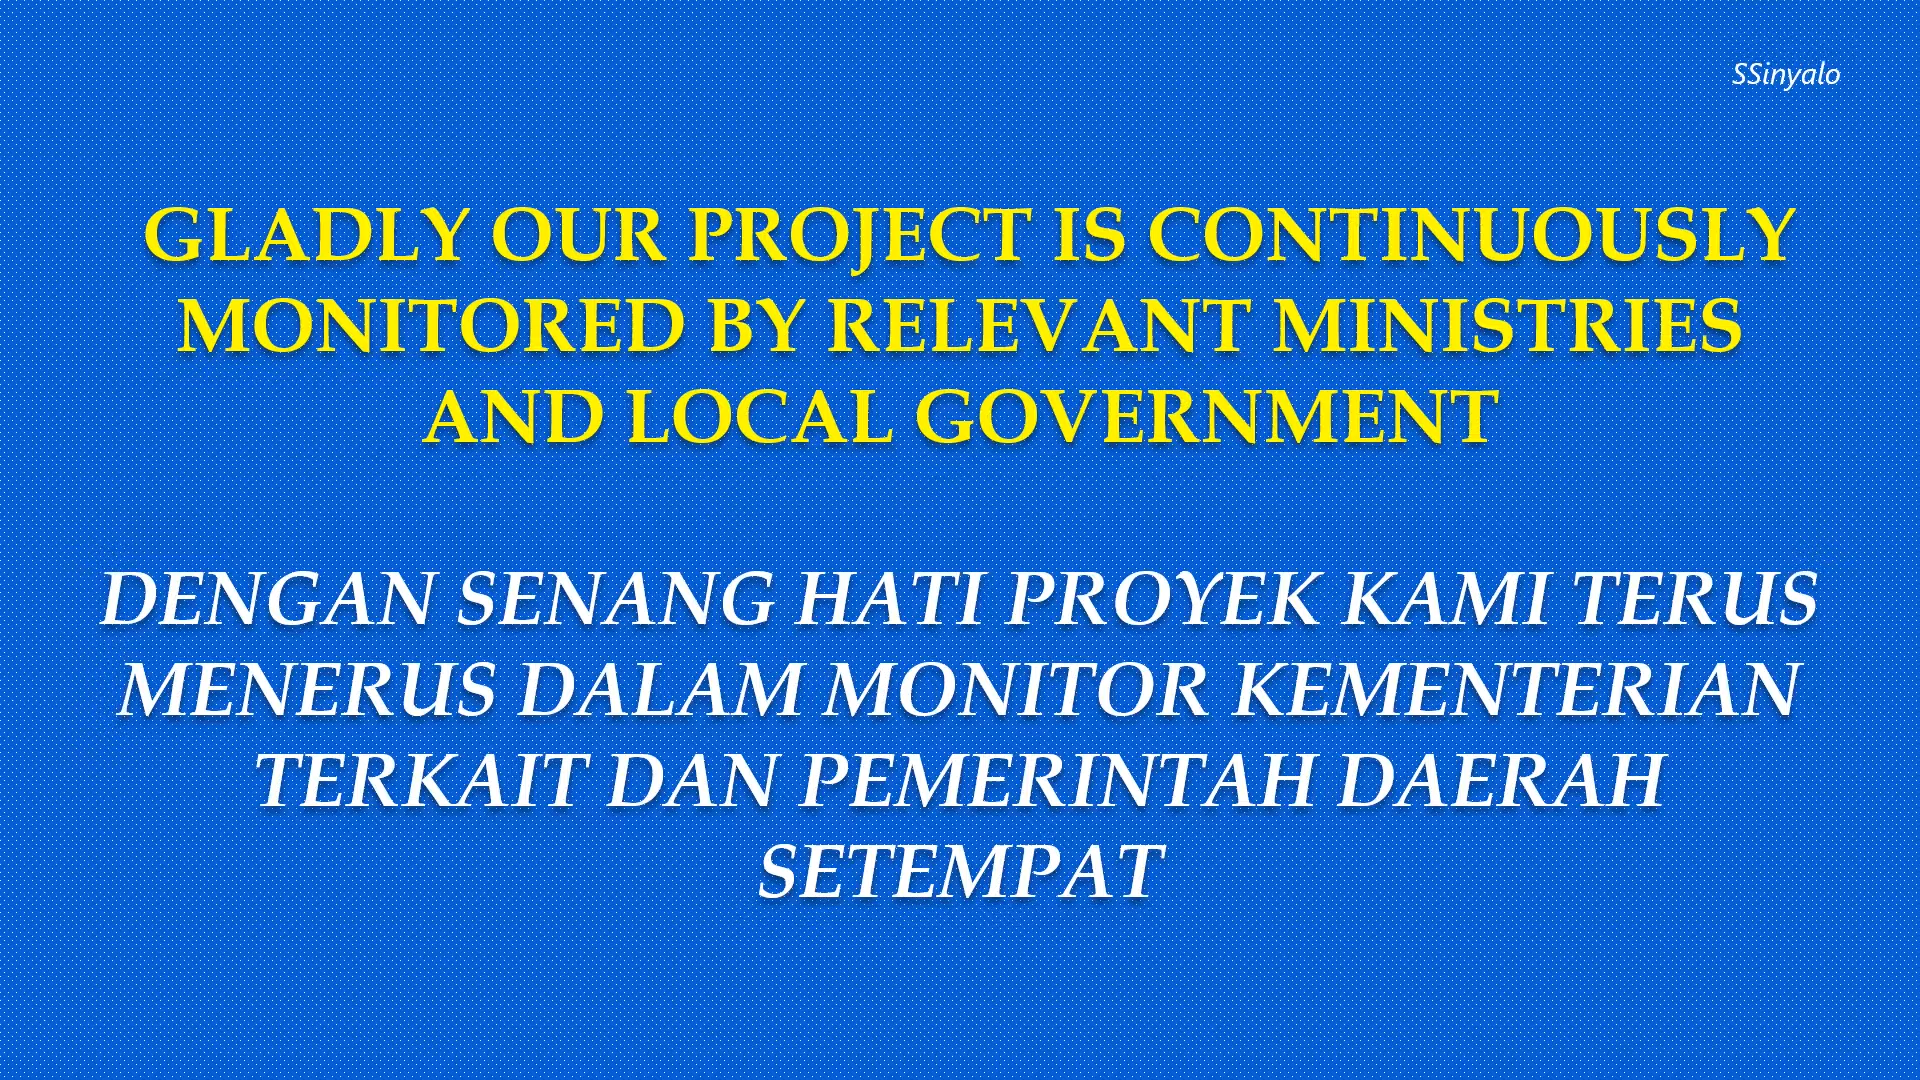 SSinyalo
GLADLY OUR PROJECT IS CONTINUOUSLY
MONITORED BY RELEVANT MINISTRIES
AND LOCAL GOVERNMENT
DENGAN SENANG HATI PROYEK KAMI TERUS
MENERUS DALAM MONITOR KEMENTERIAN
TERKAIT DAN PEMERINTAH DAERAH
SETEMPAT